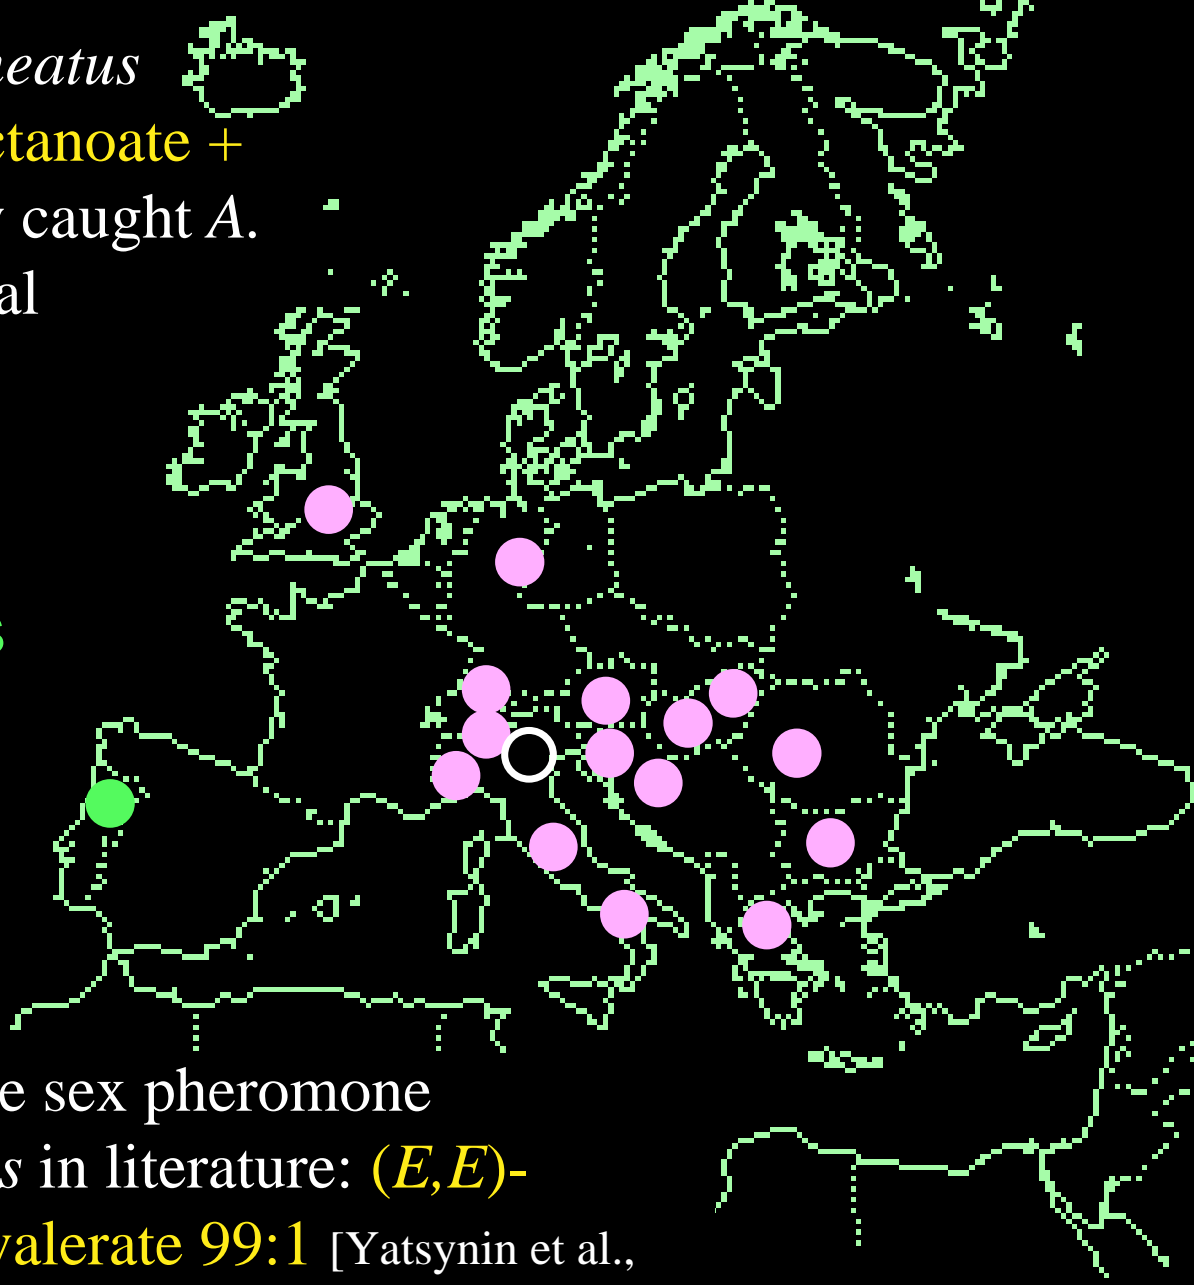 neatus
ctanoate +
y caught A.
al
s
e sex pheromone
s in literature: (E,E)-
valerate 99:1 [Yatsynin et al.,